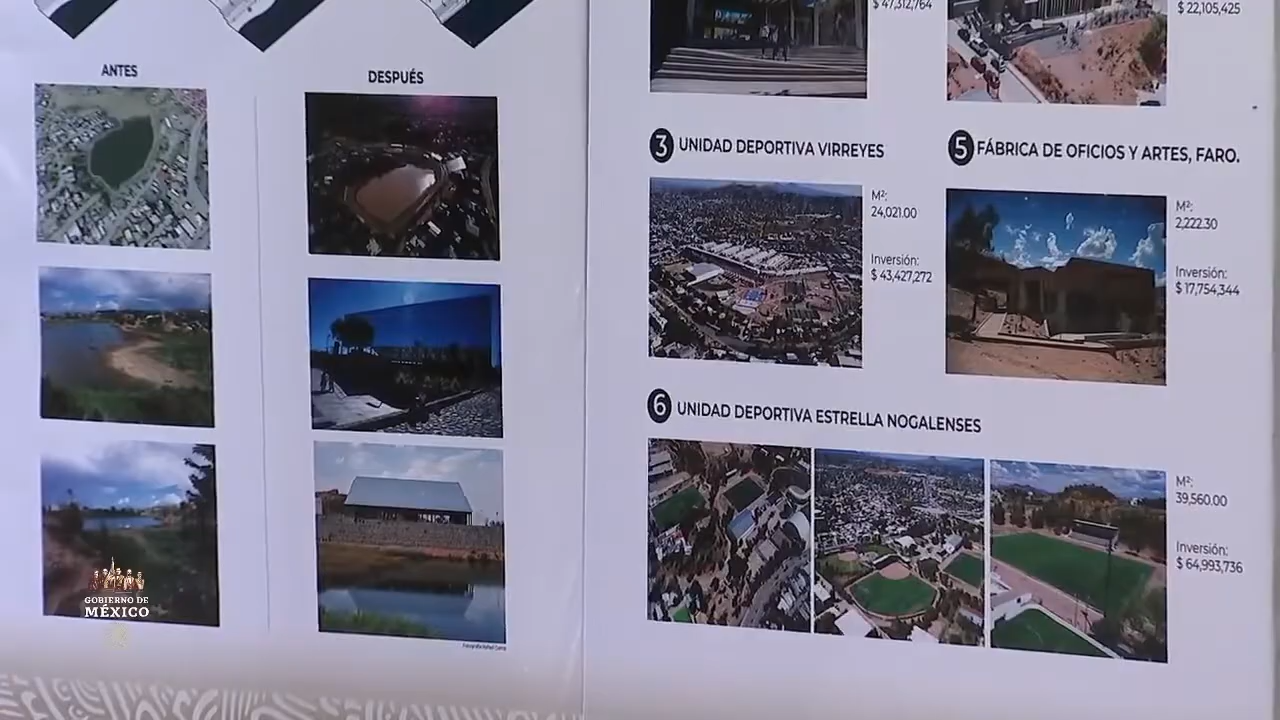 ANTES
DESPUÉS
GOBIERNO DE
MÉXICO
$ 47,312,764
$ 22,105,425
3 UNIDAD DEPORTIVA VIRREYES
M²:
24,021.00
Inversión:
$ 43,427,272
5 FÁBRICA DE OFICIOS Y ARTES, FARO.
M²:
2,222.30
Inversión:
$ 17,754,344
6 UNIDAD DEPORTIVA ESTRELLA NOGALENSES
M²:
39,560.00
Inversión:
$ 64,993,736